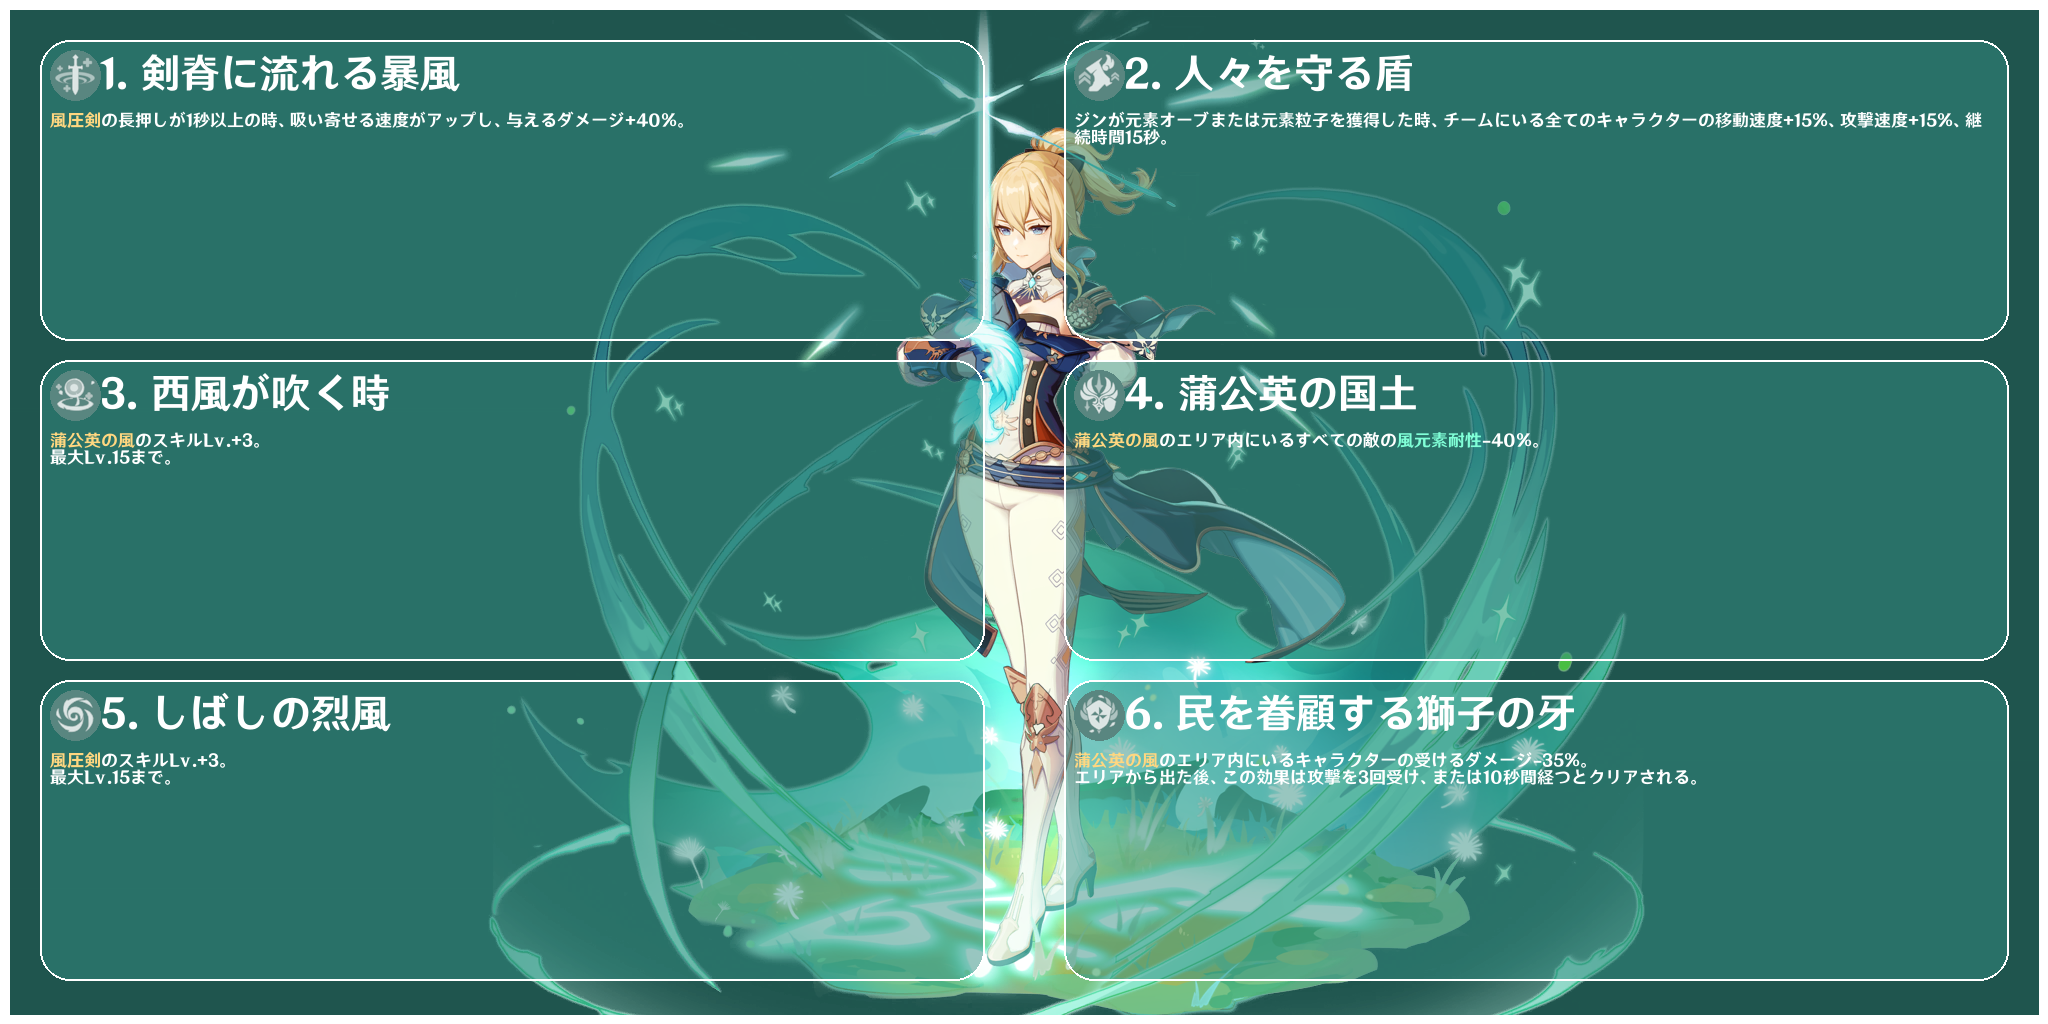 1. 剣脊に流れる暴風
風圧剣の長押しが1秒以上の時、吸い寄せる速度がアップし、与えるダメージ+40%。
2. 人々を守る盾
ジンが元素オーブまたは元素粒子を獲得した時、チームにいる全てのキャラクターの移動速度+15%、攻撃速度+15%、継
続時間15秒。
3. 西風が吹く時
蒲公英の風のスキルLv.+3。
最大Lv.15まで。
4. 蒲公英の国土
蒲公英の風のエリア内にいるすべての敵の風元素耐性-40%。
5. しばしの烈風
風圧剣のスキルLv.+3。
最大Lv.15まで。
6. 民を眷顧する獅子の牙
蒲公英の風のエリア内にいるキャラクターの受けるダメージ-35%。
エリアから出た後、この効果は攻撃を3回受け、または10秒間経つとクリアされる。